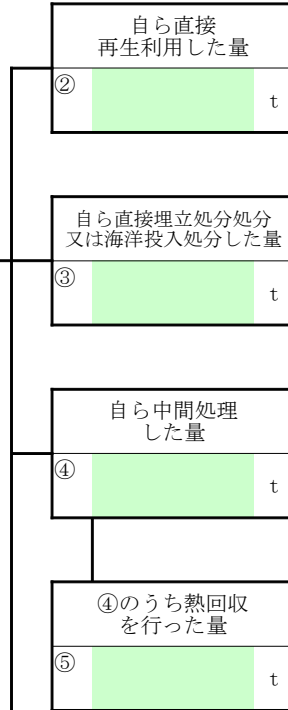 自ら直接
再生利用した量
②
t
自ら直接埋立処分処分
又は海洋投入処分した量
③
t
自ら中間処理
した量
④
t
④のうち熱回収
を行った量
⑤
t